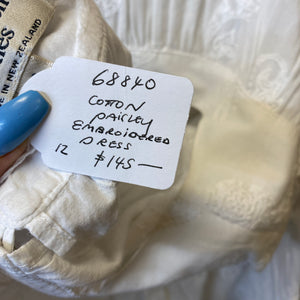 IN NEW ZEALAND
68840
COTTON
PAISLEY
EMBROIDERED
DRESS
12
$145—